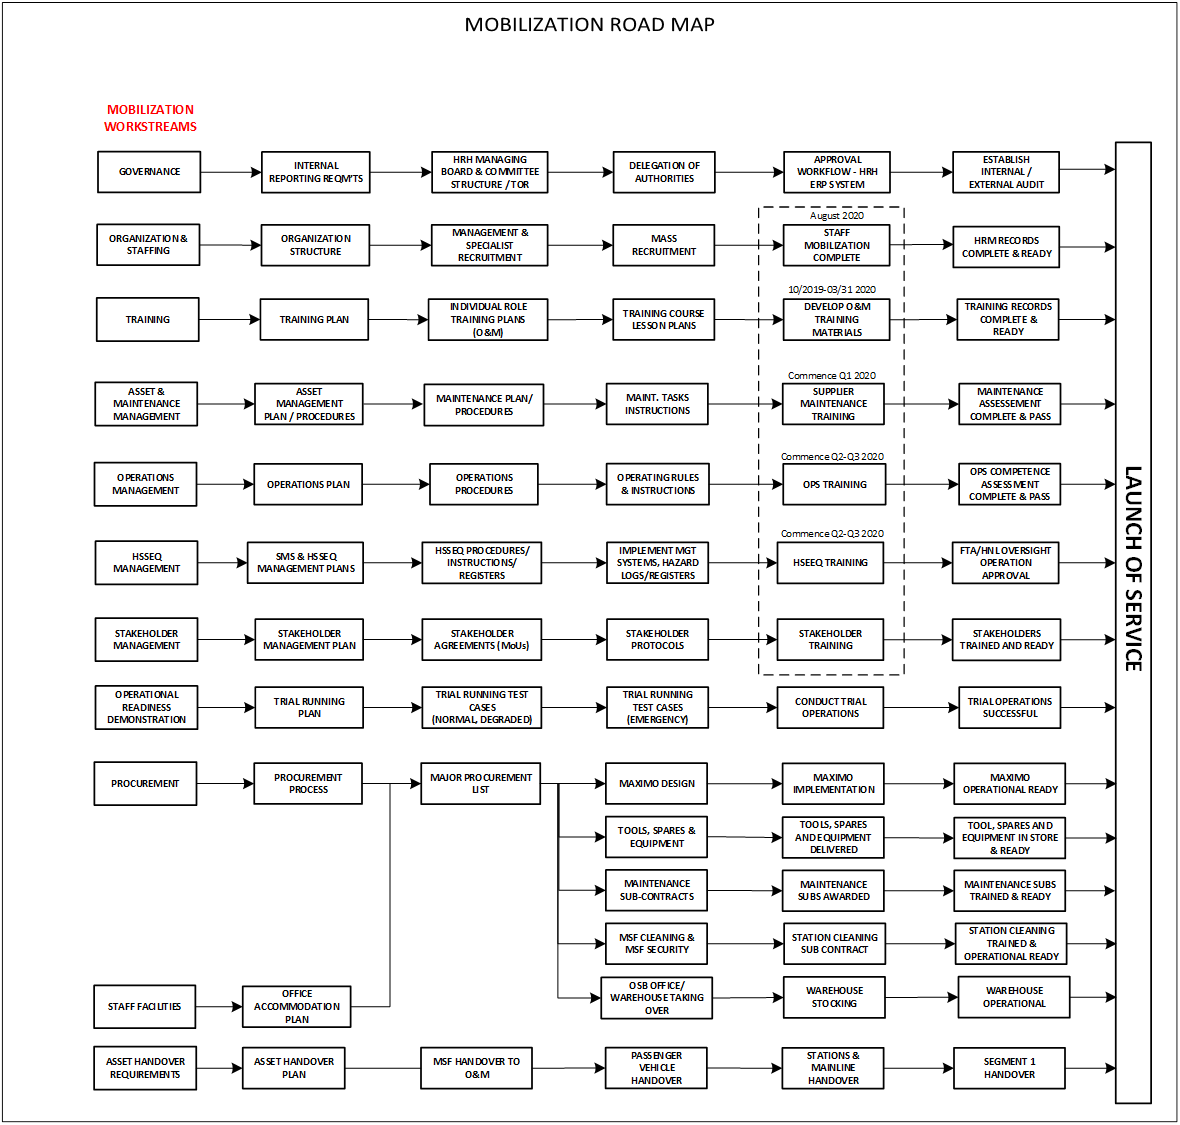 MOBILIZATION ROAD MAP
MOBILIZATION
WORKSTREAMS
GOVERNANCE
INTERNAL
REPORTING REQMTS
HRH MANAGING
BOARD & COMMITTEE
STRUCTURE / TOR
DELEGATION OF
AUTHORITIES
APPROVAL
WORKFLOW - HRH
ERP SYSTEM
ESTABLISH
INTERNAL /
EXTERNAL AUDIT
ORGANIZATION &
STAFFING
ORGANIZATION
STRUCTURE
MANAGEMENT &
SPECIALIST
RECRUITMENT
MASS
RECRUITMENT
August 2020
STAFF
MOBILIZATION
COMPLETE
HRM RECORDS
COMPLETE & READY
TRAINING
TRAINING PLAN
INDIVIDUAL ROLE
TRAINING PLANS
(O&M)
TRAINING COURSE
LESSON PLANS
10/2019-03/31 2020
DEVELOP O&M
TRAINING
MATERIALS
TRAINING RECORDS
COMPLETE &
READY
ASSET &
MAINTENANCE
MANAGEMENT
ASSET
MANAGEMENT
PLAN / PROCEDURES
MAINTENANCE PLAN/
PROCEDURES
MAINT. TASKS
INSTRUCTIONS
Commence Q1 2020
SUPPLIER
MAINTENANCE
TRAINING
MAINTENANCE
ASSESSEMENT
COMPLETE & PASS
OPERATIONS
MANAGEMENT
OPERATIONS PLAN
OPERATIONS
PROCEDURES
OPERATING RULES
& INSTRUCTIONS
Commence Q2-Q3 2020
OPS TRAINING
OPS COMPETENCE
ASSESSMENT
COMPLETE & PASS
HSSEQ
MANAGEMENT
SMS & HSSEQ
MANAGEMENT PLANS
HSSEQ PROCEDURES/
INSTRUCTIONS/
REGISTERS
IMPLEMENT MGT
SYSTEMS, HAZARD
LOGS/REGISTERS
Commence Q2-Q3 2020
HSEEQ TRAINING
FTA/HNL OVERSIGHT
OPERATION
APPROVAL
STAKEHOLDER
MANAGEMENT
STAKEHOLDER
MANAGEMENT PLAN
STAKEHOLDER
AGREEMENTS (MoUs)
STAKEHOLDER
PROTOCOLS
STAKEHOLDER
TRAINING
STAKEHOLDERS
TRAINED AND READY
OPERATIONAL
READINESS
DEMONSTRATION
TRIAL RUNNING
PLAN
TRIAL RUNNING TEST
CASES
(NORMAL, DEGRADED)
TRIAL RUNNING
TEST CASES
(EMERGENCY)
CONDUCT TRIAL
OPERATIONS
TRIAL OPERATIONS
SUCCESSFUL
PROCUREMENT
PROCUREMENT
PROCESS
MAJOR PROCUREMENT
LIST
MAXIMO DESIGN
MAXIMO
IMPLEMENTATION
MAXIMO
OPERATIONAL READY
TOOLS, SPARES &
EQUIPMENT
TOOLS, SPARES
AND EQUIPMENT
DELIVERED
TOOL, SPARES AND
EQUIPMENT IN STORE
& READY
MAINTENANCE
SUB-CONTRACTS
MAINTENANCE
SUBS AWARDED
MAINTENANCE SUBS
TRAINED & READY
MSF CLEANING &
MSF SECURITY
STATION CLEANING
SUB CONTRACT
STATION CLEANING
TRAINED &
OPERATIONAL READY
STAFF FACILITIES
OFFICE
ACCOMMODATION
PLAN
OSB OFFICE/
WAREHOUSE TAKING
OVER
WAREHOUSE
STOCKING
WAREHOUSE
OPERATIONAL
ASSET HANDOVER
REQUIREMENTS
ASSET HANDOVER
PLAN
MSF HANDOVER TO
O&M
PASSENGER
VEHICLE
HANDOVER
STATIONS &
MAINLINE
HANDOVER
SEGMENT 1
HANDOVER
LAUNCH OF SERVICE